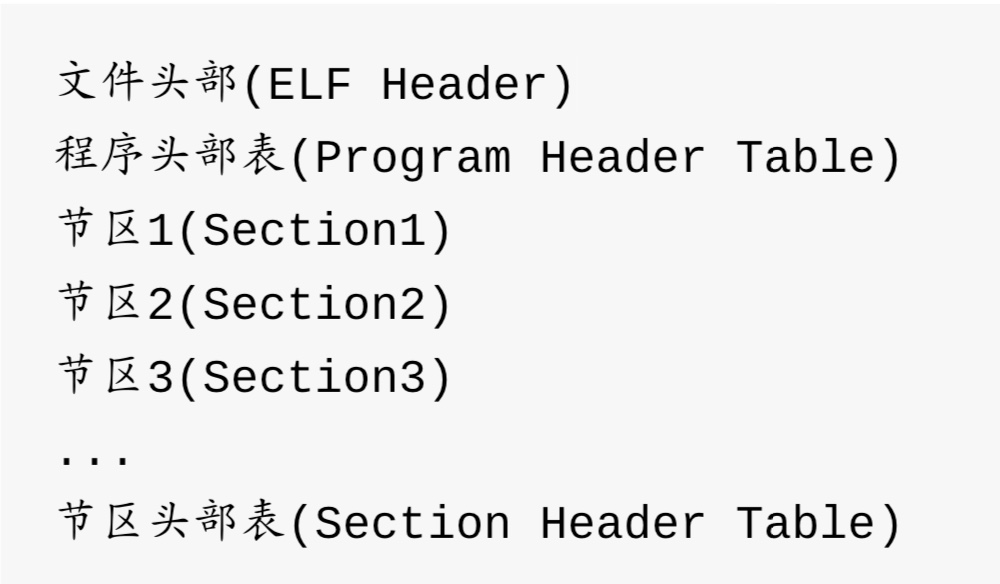 文件头部(ELF Header)
程序头部表(Program Header Table)
节区1(Section1)
节区2(Section2)
节区3(Section3)
...
节区头部表(Section Header Table)